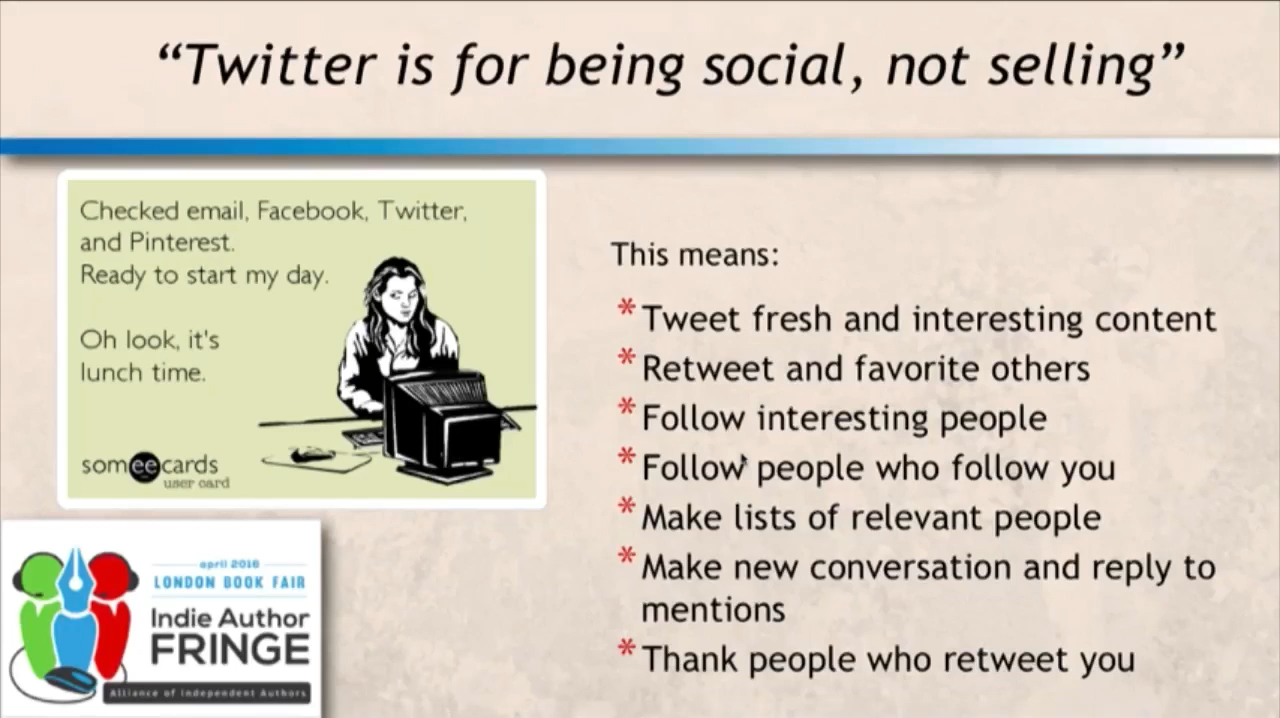 “Twitter is for being social, not selling”
Checked email, Facebook, Twitter,
and Pinterest.
Ready to start my day.
Oh look, it's
lunch time.
someecards
user card
This means:
* Tweet fresh and interesting content
* Retweet and favorite others
* Follow interesting people
* Follow people who follow you
* Make lists of relevant people
* Make new conversation and reply to
mentions
* Thank people who retweet you
april 2016
LONDON BOOK FAIR
Indie Author
FRINGE
Alliance of Independent Authors